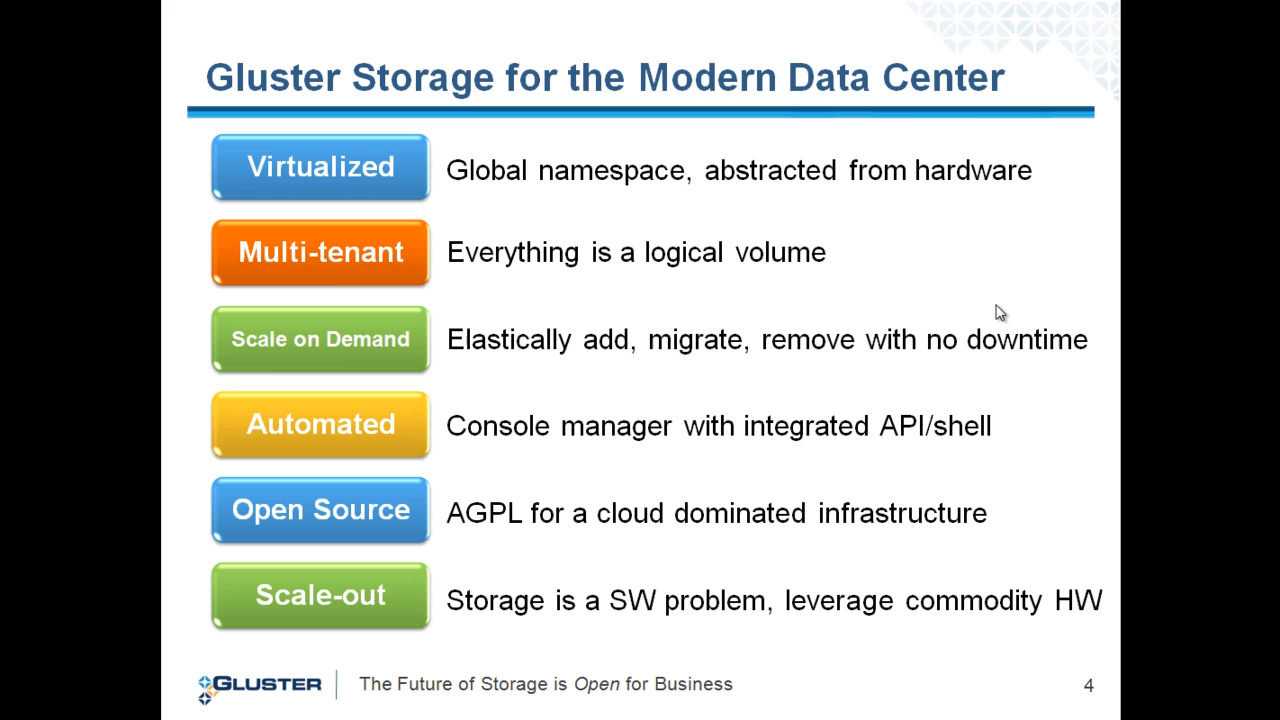 Gluster Storage for the Modern Data Center
Virtualized
Global namespace, abstracted from hardware
Multi-tenant
Everything is a logical volume
Scale on Demand
Elastically add, migrate, remove with no downtime
Automated
Console manager with integrated API/shell
Open Source
AGPL for a cloud dominated infrastructure
Scale-out
Storage is a SW problem, leverage commodity HW
GLUSTER
The Future of Storage is Open for Business
4